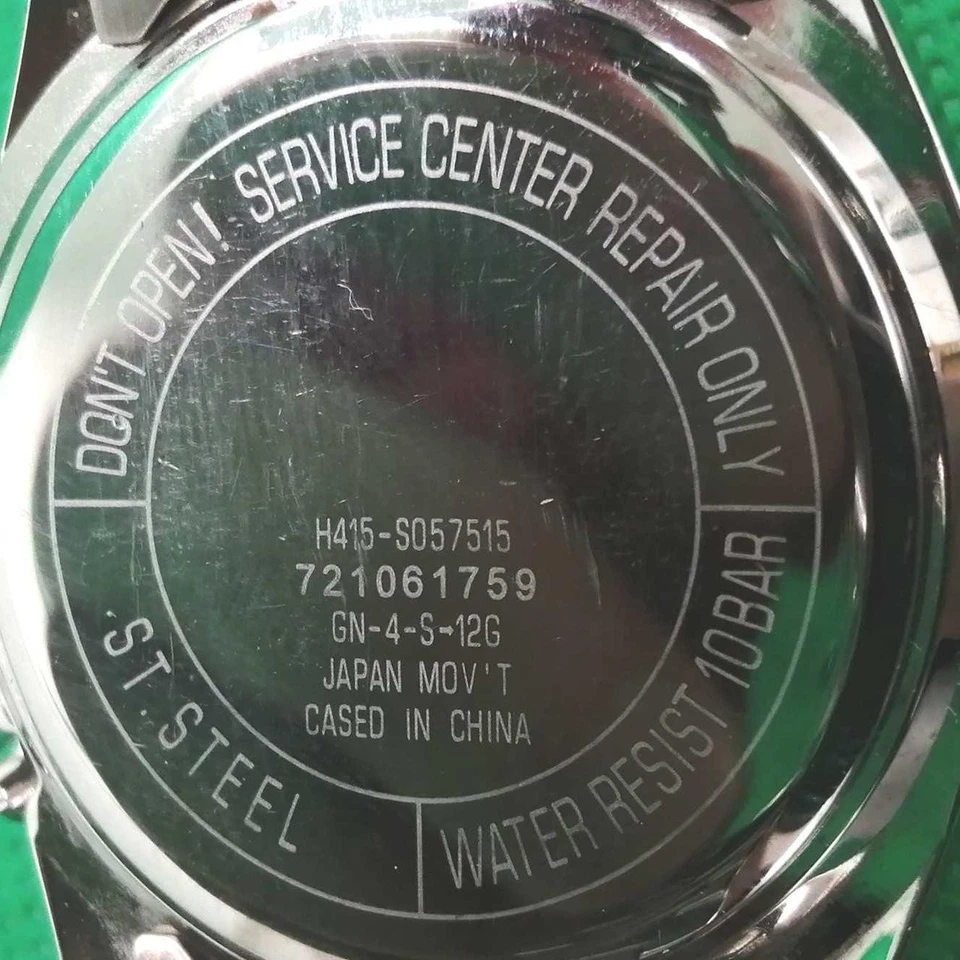 DON'T OPEN! SERVICE CENTER REPAIR ONLY
H415-S057515
721061759
GN-4-S-12G
JAPAN MOV'T
CASED IN CHINA
ST.STEEL
WATER RESIST 10BAR